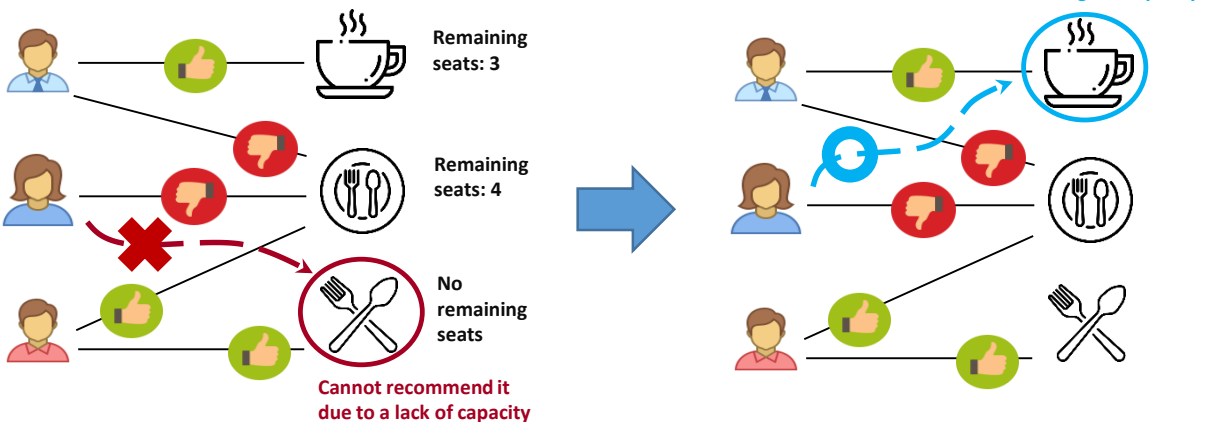 Remaining
seats: 3
Remaining
seats: 4
No
remaining
seats
Cannot recommend it
due to a lack of capacity